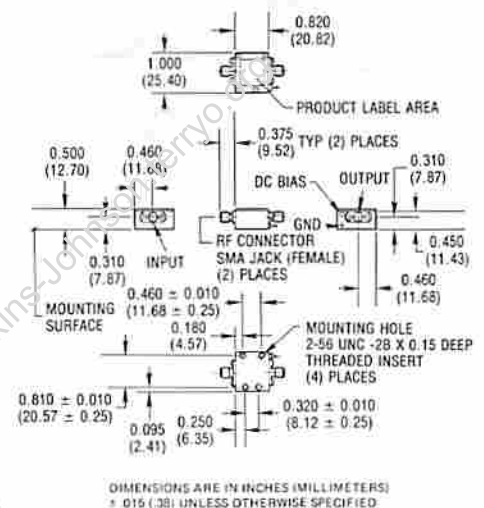 0.820
(20.82)
1.000
(25.40)
PRODUCT LABEL AREA
0.375
(9.52)
TYP (2) PLACES
0.500
(12.70)
0.460
(11.68)
DC BIAS
OUTPUT
0.310
(7.87)
GND
INPUT
0.310
(7.87)
RF CONNECTOR
SMA JACK (FEMALE)
(2) PLACES
0.450
(11.43)
0.460
(11.68)
MOUNTING
SURFACE
0.460 ± 0.010
(11.68 ± 0.25)
0.180
(4.57)
MOUNTING HOLE
2-56 UNC -28 X 0.15 DEEP
THREADED INSERT
(4) PLACES
0.810 ± 0.010
(20.57 ± 0.25)
0.095
(2.41)
0.250
(6.35)
0.320 ± 0.010
(8.12 ± 0.25)
DIMENSIONS ARE IN INCHES (MILLIMETERS)
± .015 (.38) UNLESS OTHERWISE SPECIFIED